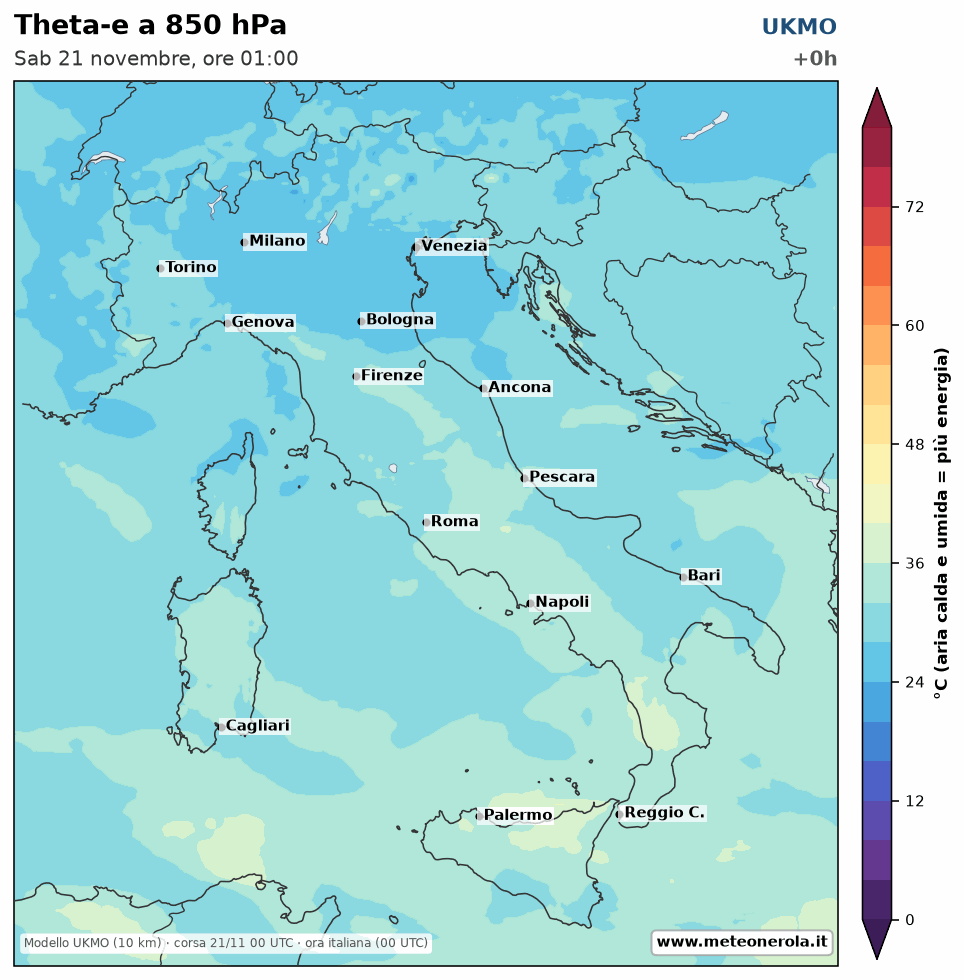 Theta-e a 850 hPa
UKMO
Sab 21 novembre, ore 01:00
+0h
Milano
Venezia
Torino
Genova
Bologna
Firenze
Ancona
Pescara
Roma
Bari
Napoli
Cagliari
Palermo
Reggio C.
72
60
48
36
24
12
0
°C (aria calda e umida = più energia)
Modello UKMO (10 km) · corsa 21/11 00 UTC · ora italiana (00 UTC)
www.meteonerola.it